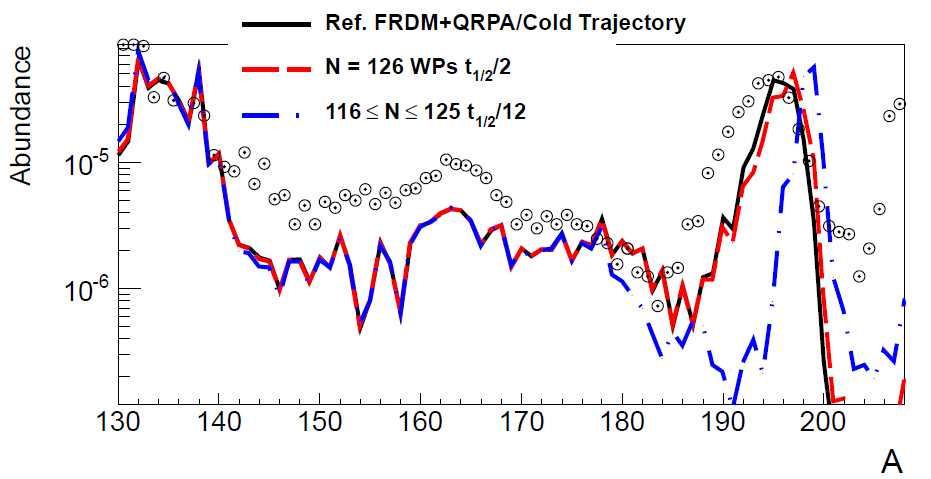 Ref. FRDM+QRPA/Cold Trajectory
N = 126 WPs t1/2/2
116 ≤ N ≤ 125 t1/2/12
Abundance
10-5
10-6
130 140 150 160 170 180 190 200
A